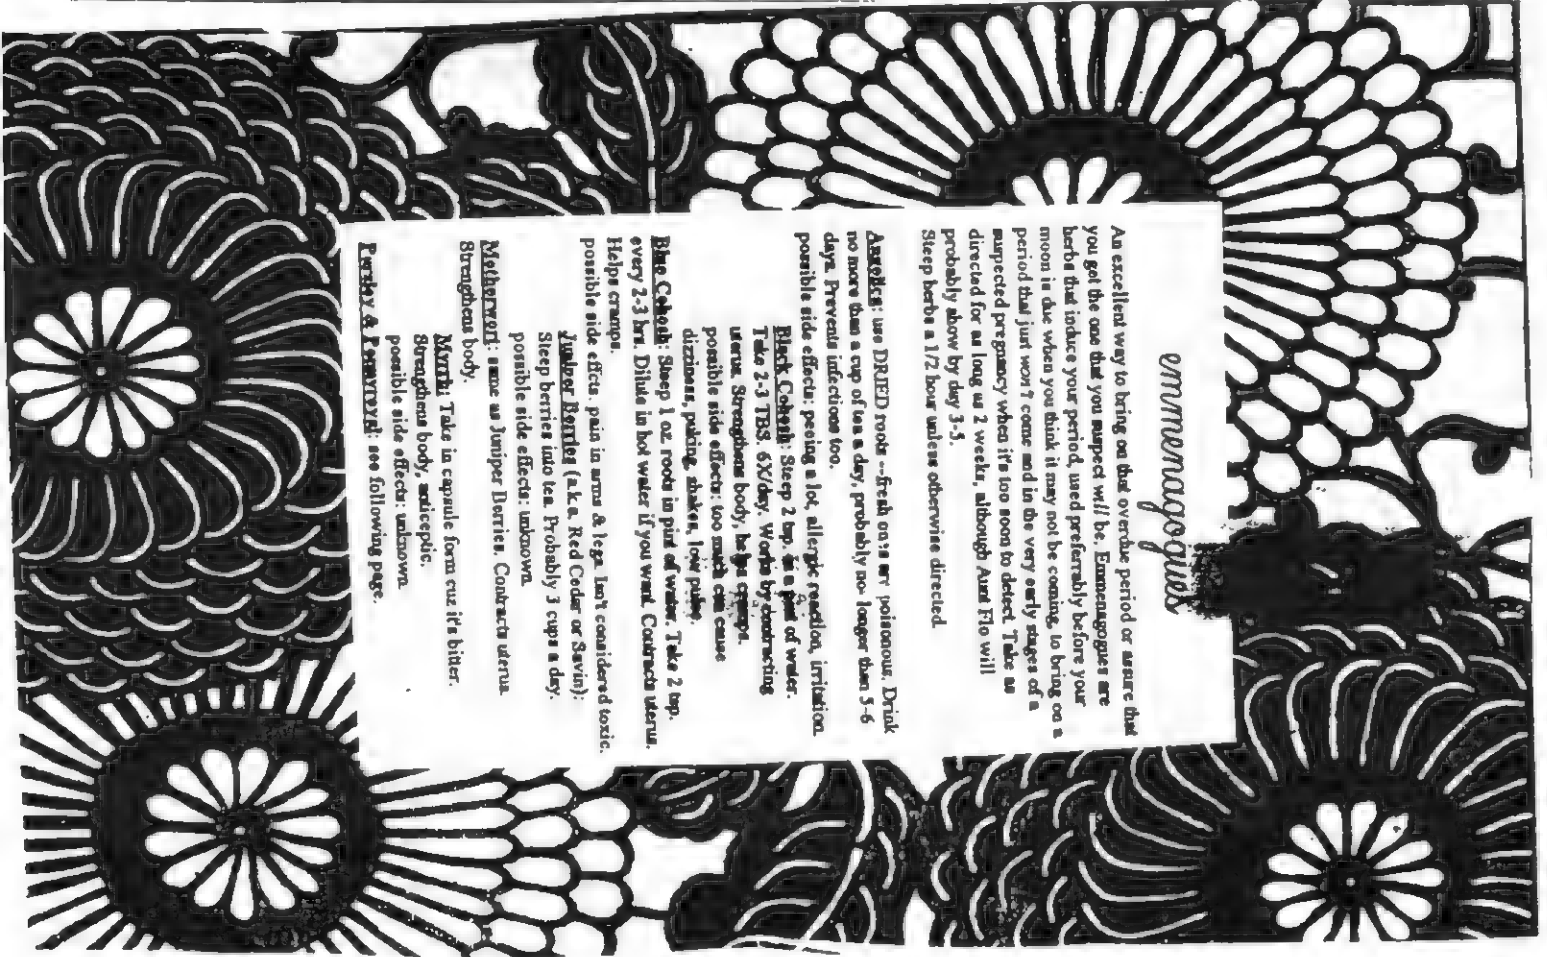 emmenagogues
An excellent way to bring on that overdue period or assure that
you get the one that you suspect will be. Emmenagogues are
herbs that induce your period, used preferrably before your
moon is due when you think it may not be coming, to bring on a
period that just won't come and in the very early stages of a
suspected pregnancy when it's too soon to detect. Take as
directed for as long as 2 weeks, although Aunt Flo will
probably show by day 3-5.
Steep herbs a 1/2 hour unless otherwise directed.
Angelica: use DRIED roots --fresh ones are poisonous. Drink
no more than a cup of tea a day, probably no longer than 5-6
days. Prevents infections too.
possible side effects: peeing a lot, allergic reaction, irritation
Black Cohosh: Steep 2 tsp. in a pint of water.
Take 2-3 TBS. 6X/day. Works by contracting
uterus. Strengthens body, helps cramps.
possible side effects: too much can cause
dizziness, puking, shakes, low pulse.
Blue Cohosh: Steep 1 oz. roots in pint of water. Take 2 tsp.
every 2-3 hrs. Dilute in hot water if you want. Contracts uterus.
Helps cramps.
possible side effcts. pain in arms & legs. Isn't considered toxic.
Juniper Berries (a.k.a. Red Cedar or Savin):
Steep berries into tea. Probably 3 cups a day.
possible side effects: unknown
Motherwort: same as Juniper Berries. Contracts uterus.
Strengthens body.
Myrrh: Take in capsule form cuz it's bitter.
Strengthens body, anticeptic.
possible side effects: unknown
Parsley & Pennyroyal: see following page.